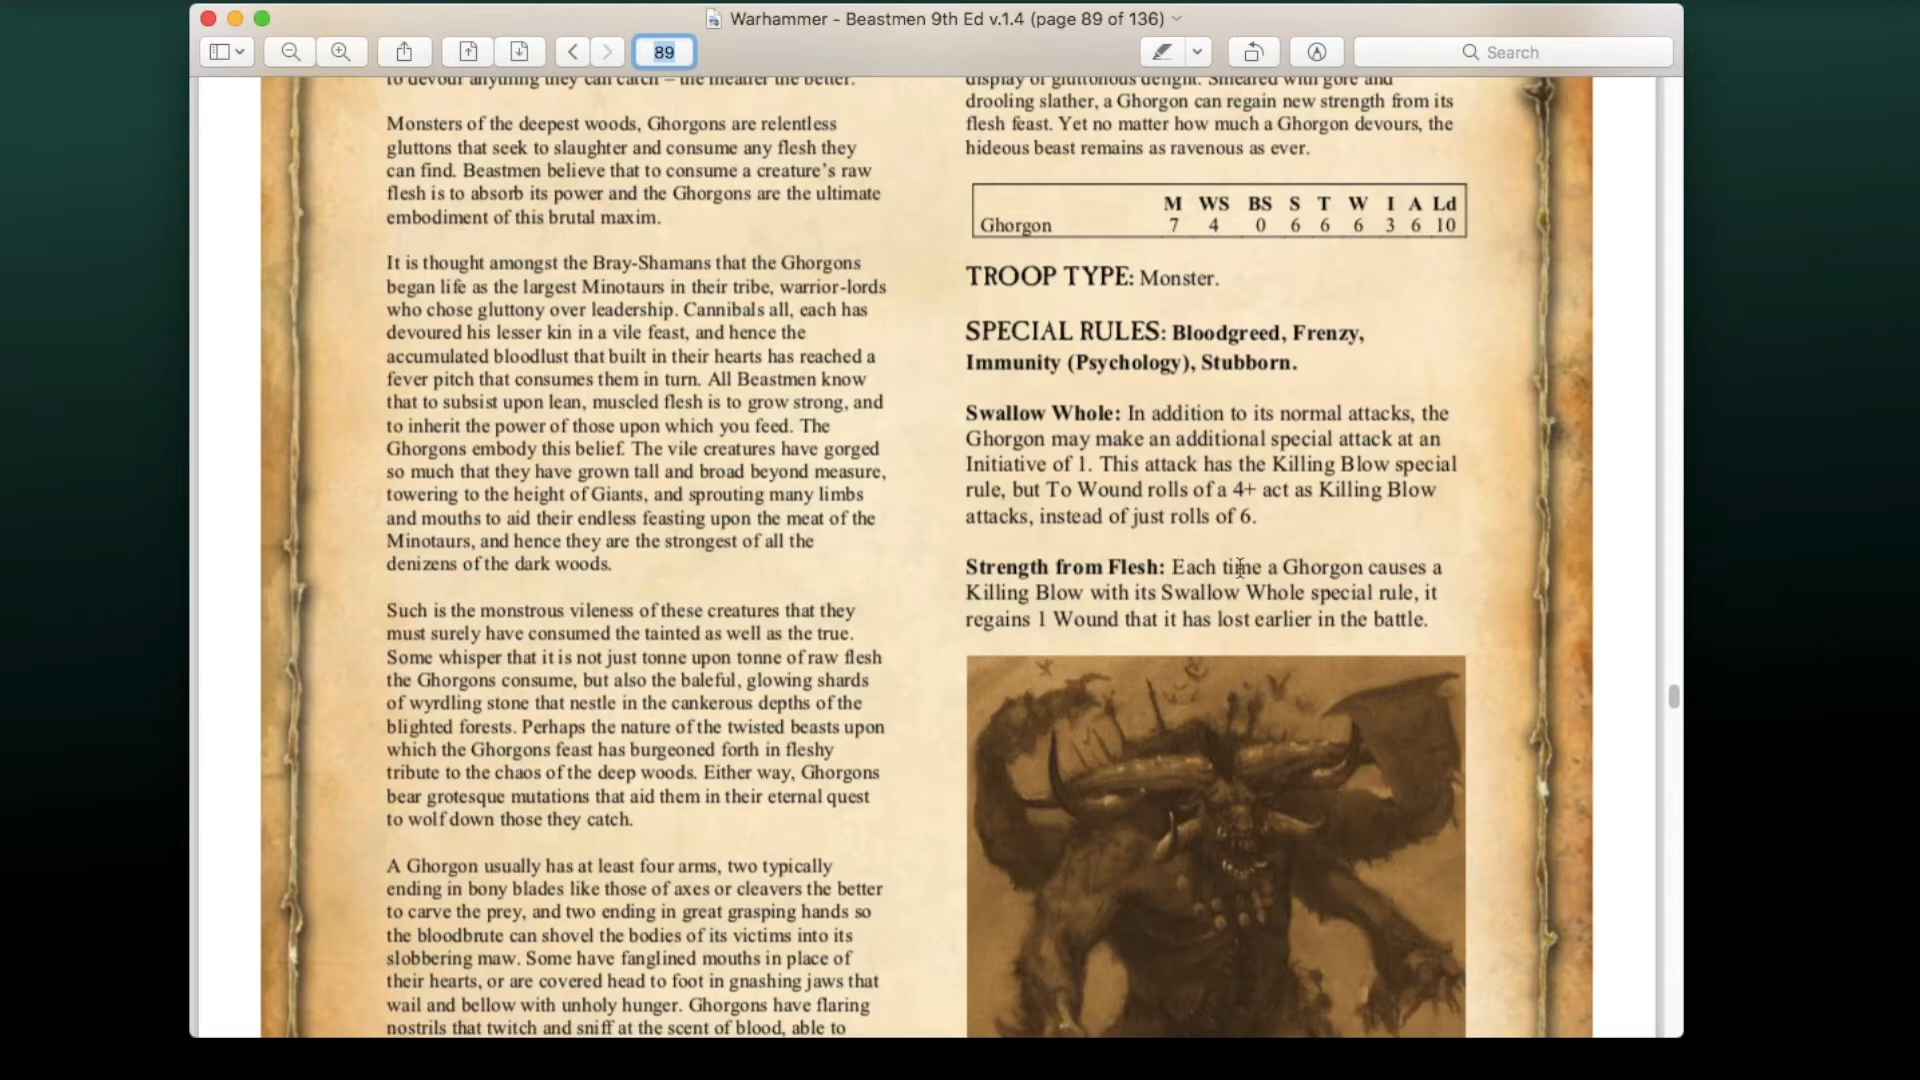 Warhammer - Beastmen 9th Ed v.1.4 (page 89 of 136)
89
Search
to devour anything they can catch – the meatier the better.
Monsters of the deepest woods, Ghorgons are relentless
gluttons that seek to slaughter and consume any flesh they
can find. Beastmen believe that to consume a creature's raw
flesh is to absorb its power and the Ghorgons are the ultimate
embodiment of this brutal maxim.
It is thought amongst the Bray-Shamans that the Ghorgons
began life as the largest Minotaurs in their tribe, warrior-lords
who chose gluttony over leadership. Cannibals all, each has
devoured his lesser kin in a vile feast, and hence the
accumulated bloodlust that built in their hearts has reached a
fever pitch that consumes them in turn. All Beastmen know
that to subsist upon lean, muscled flesh is to grow strong, and
to inherit the power of those upon which you feed. The
Ghorgons embody this belief. The vile creatures have gorged
so much that they have grown tall and broad beyond measure,
towering to the height of Giants, and sprouting many limbs
and mouths to aid their endless feasting upon the meat of the
Minotaurs, and hence they are the strongest of all the
denizens of the dark woods.
Such is the monstrous vileness of these creatures that they
must surely have consumed the tainted as well as the true.
Some whisper that it is not just tonne upon tonne of raw flesh
the Ghorgons consume, but also the baleful, glowing shards
of wyrdling stone that nestle in the cankerous depths of the
blighted forests. Perhaps the nature of the twisted beasts upon
which the Ghorgons feast has burgeoned forth in fleshy
tribute to the chaos of the deep woods. Either way, Ghorgons
bear grotesque mutations that aid them in their eternal quest
to wolf down those they catch.
A Ghorgon usually has at least four arms, two typically
ending in bony blades like those of axes or cleavers the better
to carve the prey, and two ending in great grasping hands so
the bloodbrute can shovel the bodies of its victims into its
slobbering maw. Some have fanglined mouths in place of
their hearts, or are covered head to foot in gnashing jaws that
wail and bellow with unholy hunger. Ghorgons have flaring
nostrils that twitch and sniff at the scent of blood, able to
display of gluttonous delight. Smeared with gore and
drooling slather, a Ghorgon can regain new strength from its
flesh feast. Yet no matter how much a Ghorgon devours, the
hideous beast remains as ravenous as ever.
M WS BS S T W I A Ld
Ghorgon 7 4 0 6 6 6 3 6 10
TROOP TYPE: Monster.
SPECIAL RULES: Bloodgreed, Frenzy,
Immunity (Psychology), Stubborn.
Swallow Whole: In addition to its normal attacks, the
Ghorgon may make an additional special attack at an
Initiative of 1. This attack has the Killing Blow special
rule, but To Wound rolls of a 4+ act as Killing Blow
attacks, instead of just rolls of 6.
Strength from Flesh: Each time a Ghorgon causes a
Killing Blow with its Swallow Whole special rule, it
regains 1 Wound that it has lost earlier in the battle.